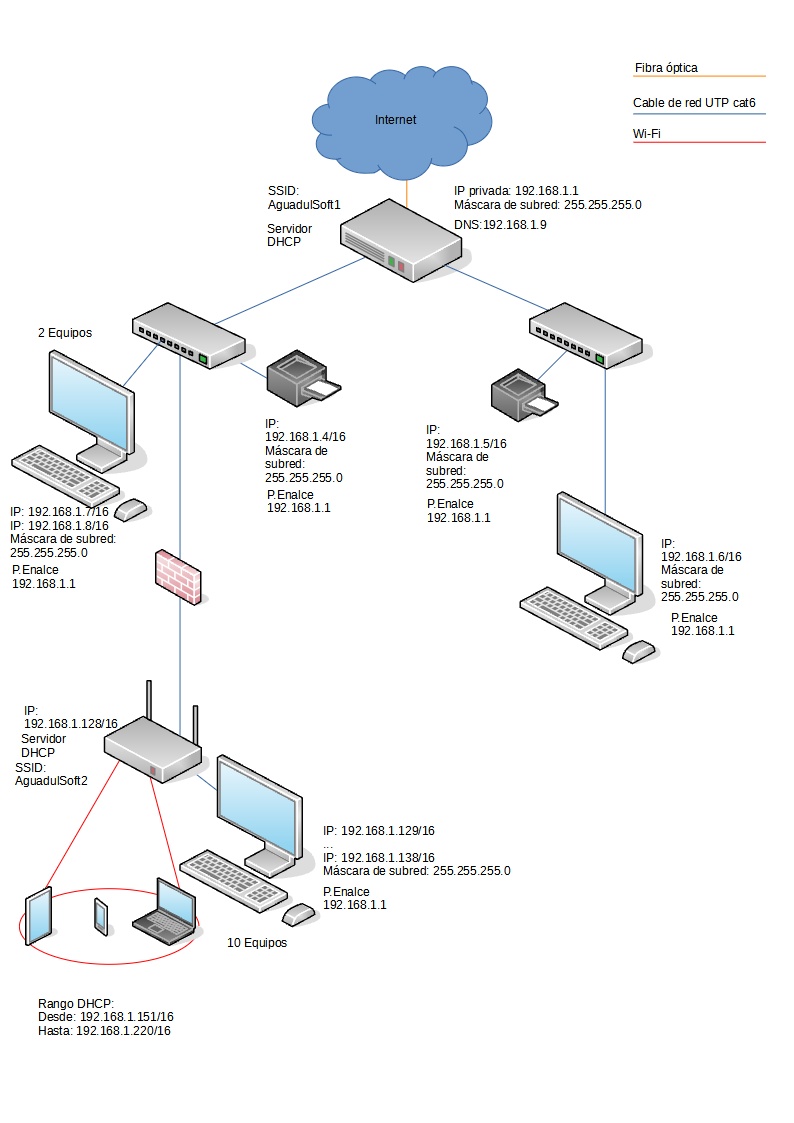 Fibra óptica
Cable de red UTP cat6
Wi-Fi
Internet
SSID:
AguadulSoft1
Servidor
DHCP
IP privada: 192.168.1.1
Máscara de subred: 255.255.255.0
DNS:192.168.1.9
2 Equipos
IP: 192.168.1.7/16
IP: 192.168.1.8/16
Máscara de subred:
255.255.255.0
P.Enalce
192.168.1.1
IP:
192.168.1.4/16
Máscara de
subred:
255.255.255.0
P.Enalce
192.168.1.1
IP:
192.168.1.5/16
Máscara de
subred:
255.255.255.0
P.Enalce
192.168.1.1
IP:
192.168.1.6/16
Máscara de
subred:
255.255.255.0
P.Enalce
192.168.1.1
IP:
192.168.1.128/16
Servidor
DHCP
SSID:
AguadulSoft2
IP: 192.168.1.129/16
...
IP: 192.168.1.138/16
Máscara de subred: 255.255.255.0
P.Enalce
192.168.1.1
10 Equipos
Rango DHCP:
Desde: 192.168.1.151/16
Hasta: 192.168.1.220/16